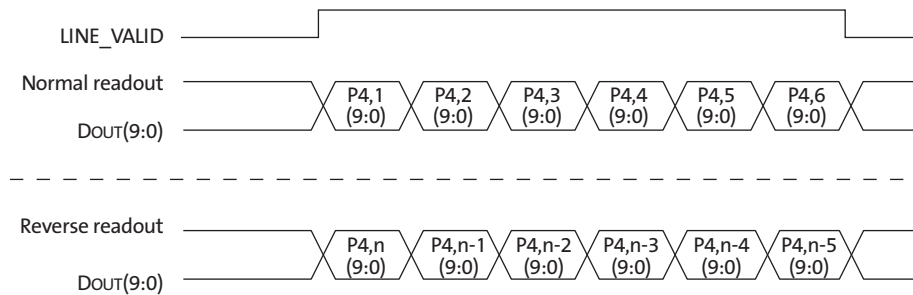 LINE_VALID
Normal readout
P4,1 P4,2 P4,3 P4,4 P4,5 P4,6
(9:0) (9:0) (9:0) (9:0) (9:0) (9:0)
DOUT(9:0)
Reverse readout
P4,n P4,n-1 P4,n-2 P4,n-3 P4,n-4 P4,n-5
(9:0) (9:0) (9:0) (9:0) (9:0) (9:0)
DOUT(9:0)